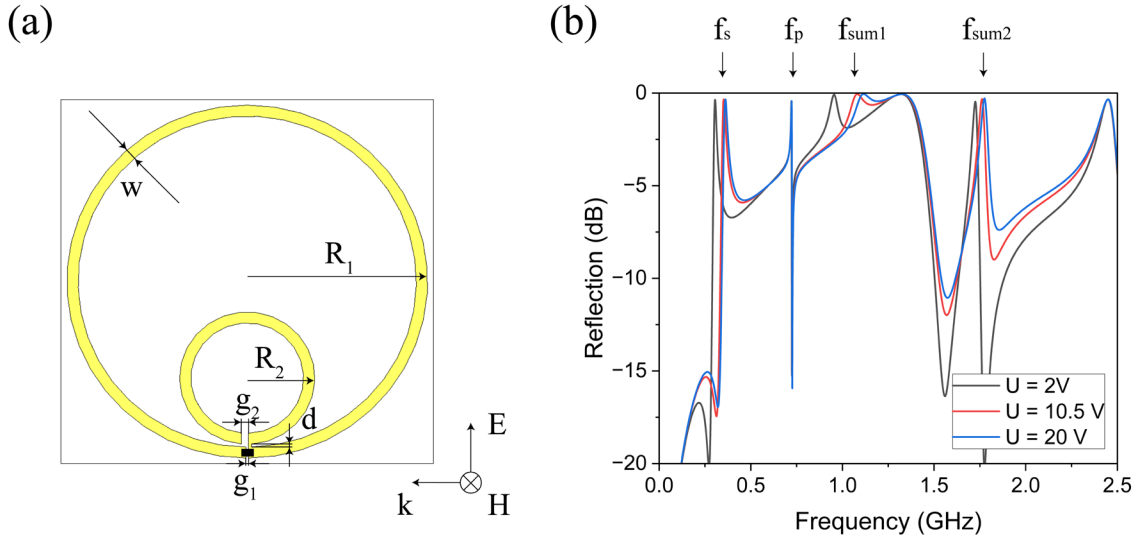 (a)
w
R1
R2
g2
d
g1
E
k
H
(b)
fs
fp
fsum1
fsum2
0
−5
−10
−15
−20
Reflection (dB)
U = 2V
U = 10.5 V
U = 20 V
0.0 0.5 1.0 1.5 2.0 2.5
Frequency (GHz)